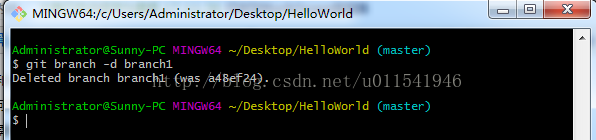 MINGW64:/c/Users/Administrator/Desktop/HelloWorld
Administrator@Sunny-PC MINGW64 ~/Desktop/HelloWorld (master)
$ git branch -d branch1
Deleted branch branch1 (was a48ef24).
http://blog.csdn.net/u011541946
Administrator@Sunny-PC MINGW64 ~/Desktop/HelloWorld (master)
$